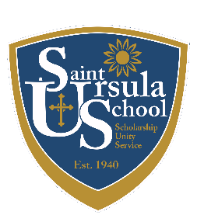 Saint
Ursula
School
Scholarship
Unity
Service
Est. 1940